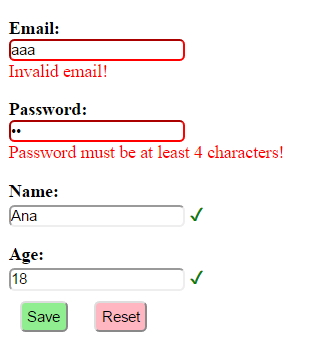 Email:
aaa
Invalid email!
Password:
••
Password must be at least 4 characters!
Name:
Ana ✓
Age:
18 ✓
Save Reset